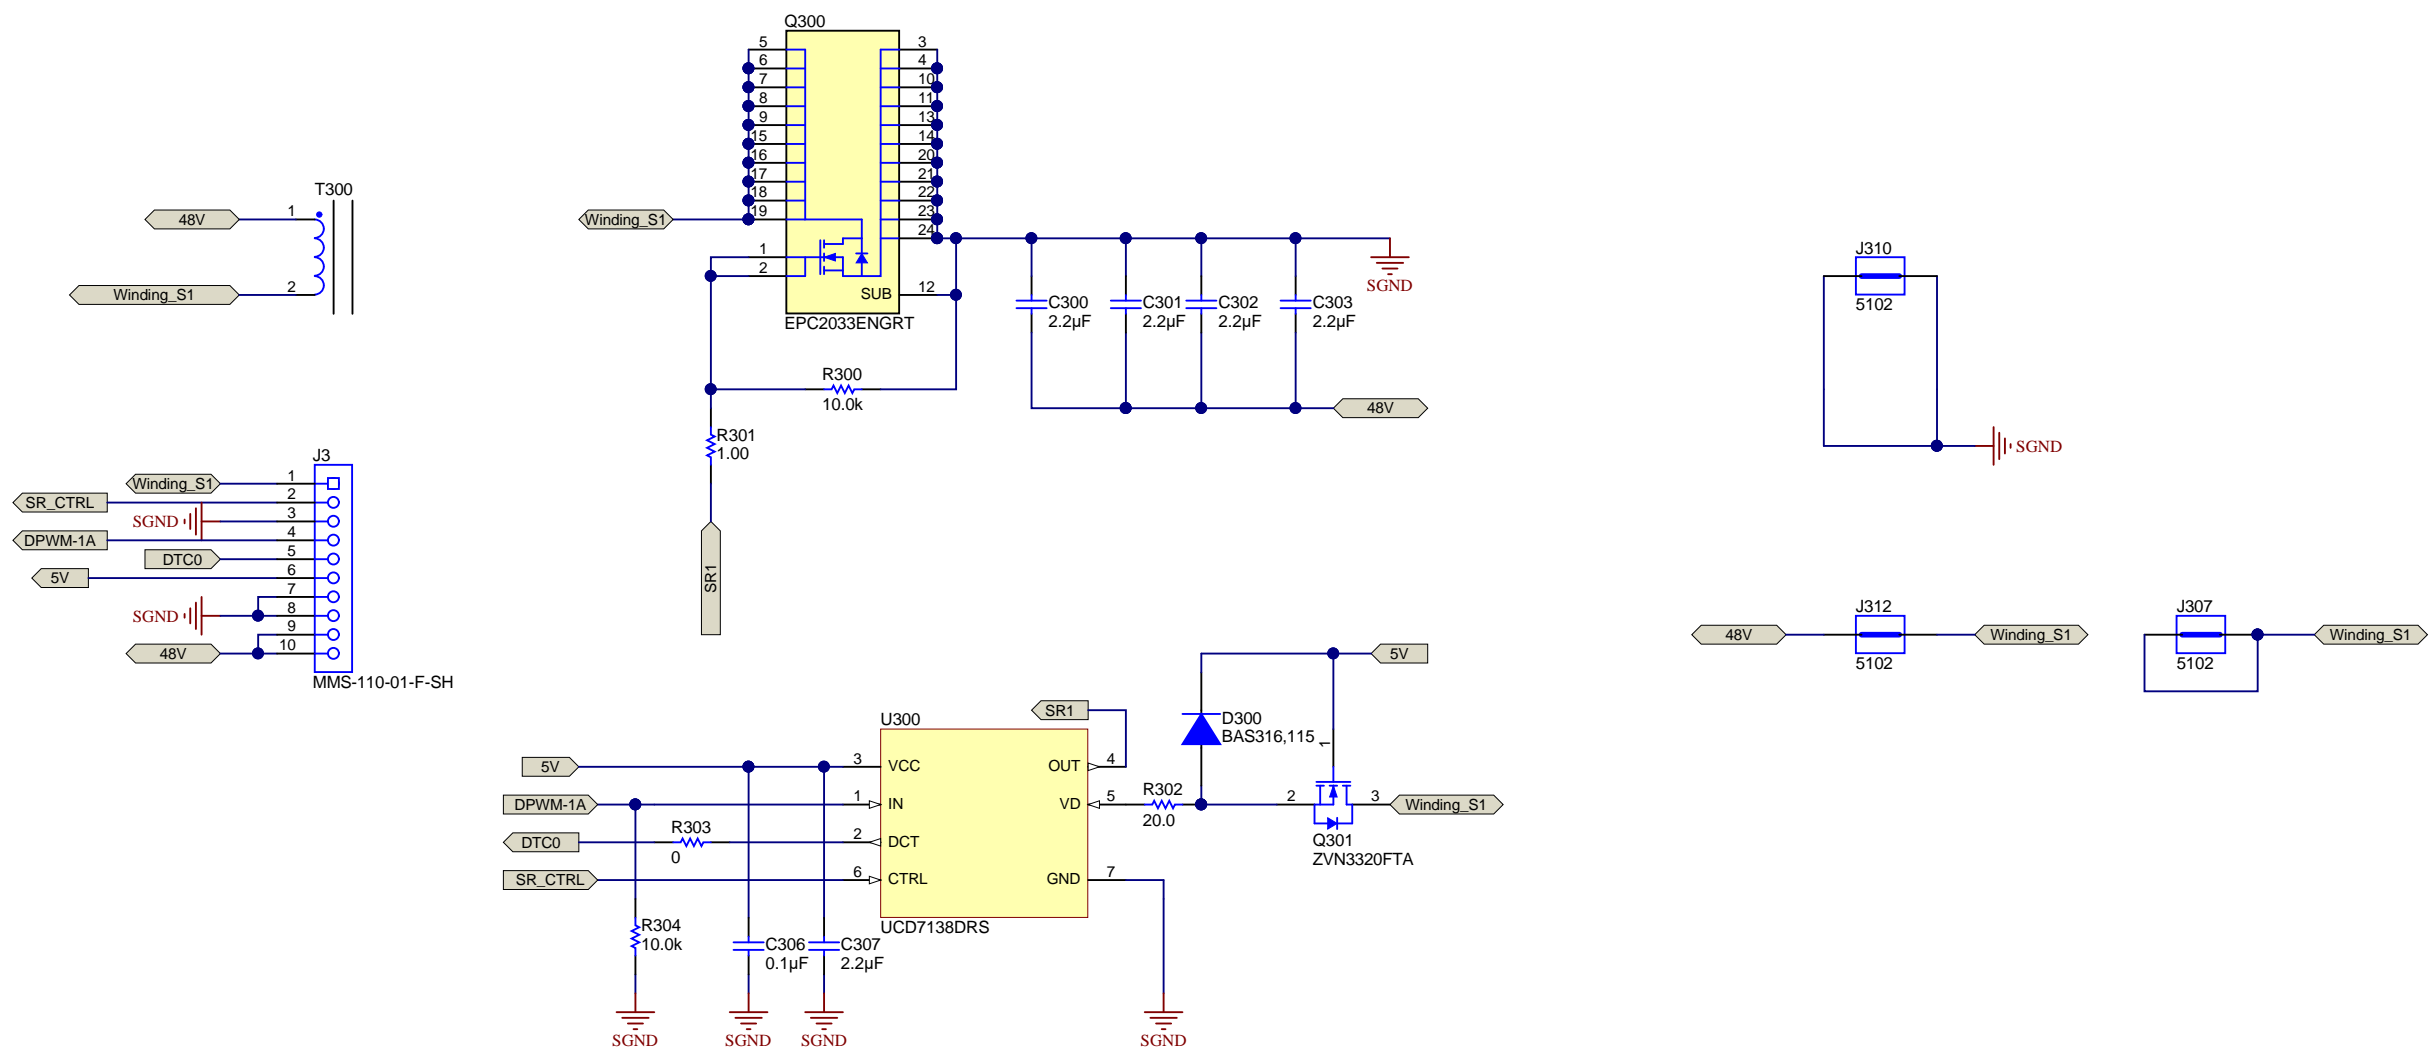 Q300
5
6
7
8
9
15
16
17
18
19
1
2
3
4
10
11
13
14
20
21
22
23
24
SUB
12
EPC2033ENGRT
Winding_S1
T300
48V
1
Winding_S1
2
C300
2.2µF
C301
2.2µF
C302
2.2µF
C303
2.2µF
SGND
48V
R300
10.0k
R301
1.00
SR1
J310
5102
SGND
J3
Winding_S1
1
SR_CTRL
2
SGND
3
DPWM-1A
4
DTC0
5
5V
6
7
SGND
8
9
48V
10
MMS-110-01-F-SH
J312
48V
Winding_S1
5102
J307
Winding_S1
5102
U300
5V
3
VCC
DPWM-1A
1
IN
R303
DTC0
0
2
DCT
SR_CTRL
6
CTRL
SR1
OUT
4
VD
5
GND
7
UCD7138DRS
5V
D300
BAS316,115
1
R302
20.0
2
3
Winding_S1
Q301
ZVN3320FTA
R304
10.0k
C306
0.1µF
C307
2.2µF
SGND
SGND
SGND
SGND